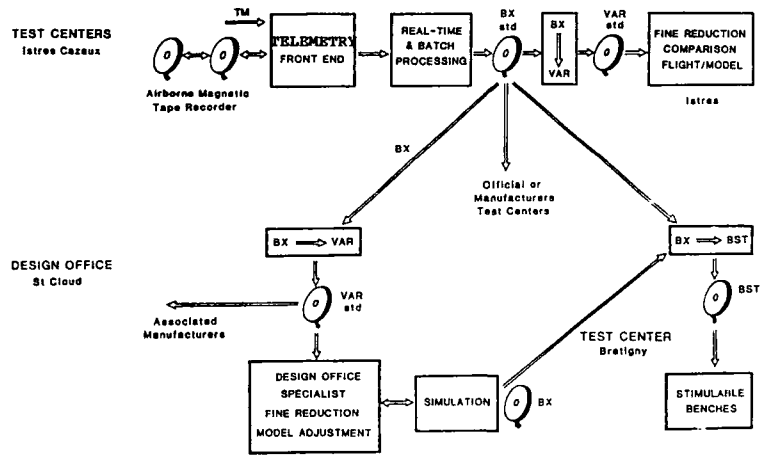 TEST CENTERS
Istres Cazaux
TM
TELEMETRY
FRONT END
REAL-TIME
& BATCH
PROCESSING
BX
std
BX
VAR
VAR
std
FINE REDUCTION
COMPARISON
FLIGHT/MODEL
Istres
Airborne Magnetic
Tape Recorder
BX
Official or
Manufacturers
Test Centers
BX VAR
BX BST
DESIGN OFFICE
St Cloud
VAR
std
BST
Associated
Manufacturers
TEST CENTER
Bretigny
DESIGN OFFICE
SPECIALIST
FINE REDUCTION
MODEL ADJUSTMENT
SIMULATION
BX
STIMULABLE
BENCHES